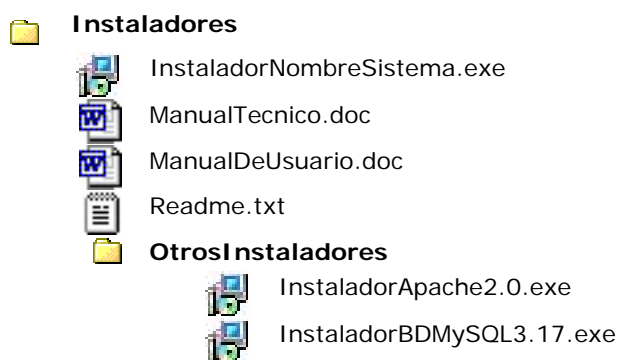 Instaladores
InstaladorNombreSistema.exe
ManualTecnico.doc
ManualDeUsuario.doc
Readme.txt
OtrosInstaladores
InstaladorApache2.0.exe
InstaladorBDMySQL3.17.exe